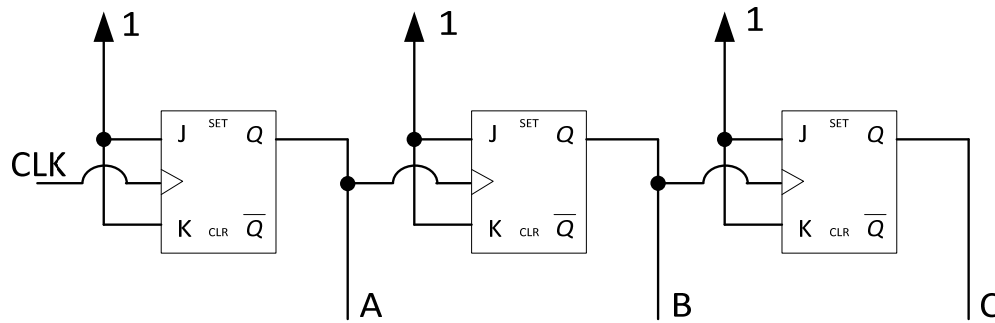 1 1 1
J SET Q J SET Q J SET Q
CLK
K CLR Q̅ K CLR Q̅ K CLR Q̅
A B C